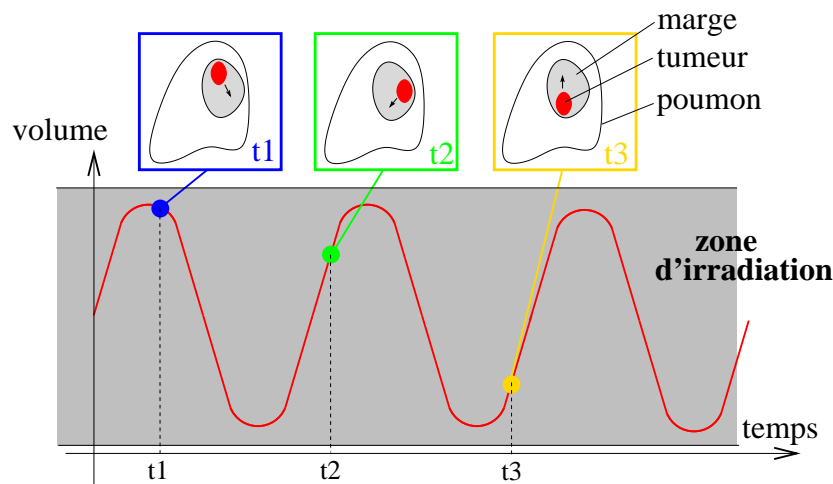 marge
tumeur
poumon
t1
t2
t3
volume
zone
d'irradiation
temps
t1
t2
t3